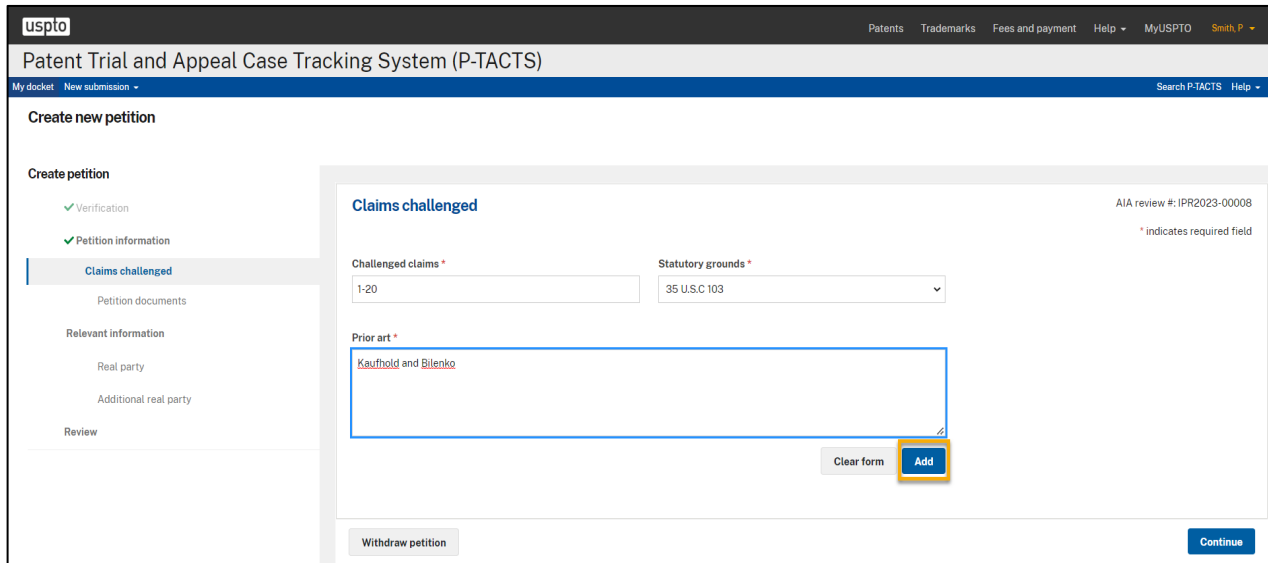 uspto
Patents Trademarks Fees and payment Help MyUSPTO Smith, P
Patent Trial and Appeal Case Tracking System (P-TACTS)
My docket New submission Search P-TACTS Help
Create new petition
Create petition
Verification
Petition information
Claims challenged
Petition documents
Relevant information
Real party
Additional real party
Review
Claims challenged
AIA review #: IPR2023-00008
* indicates required field
Challenged claims * Statutory grounds *
1-20 35 U.S.C 103
Prior art *
Kaufhold and Bilenko
Clear form Add
Withdraw petition Continue